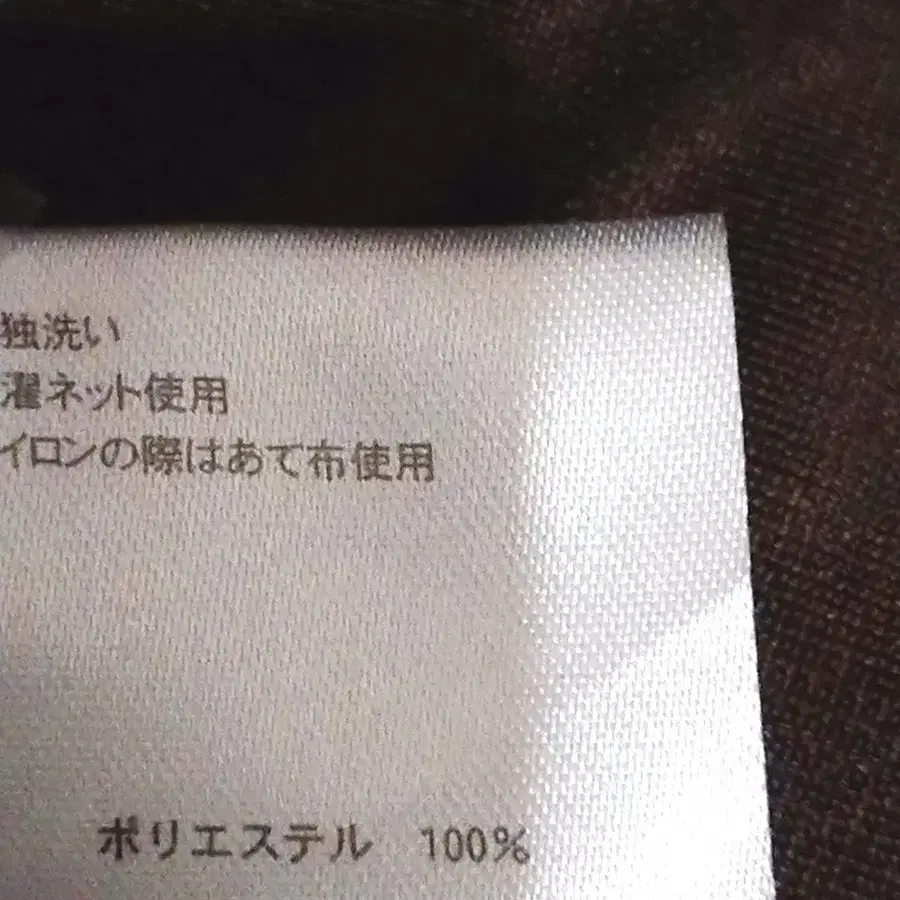 独洗い
濯ネット使用
イロンの際はあて布使用
ポリエステル 100%